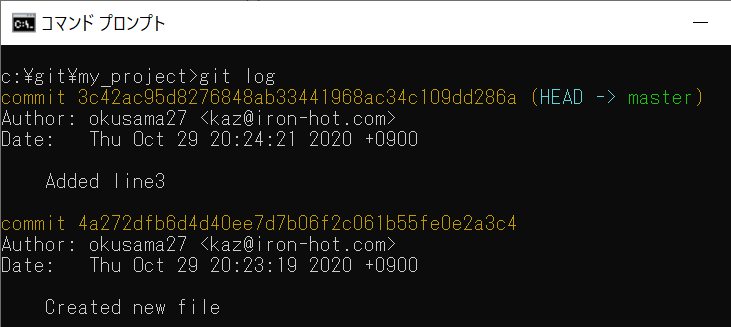 コマンド プロンプト
c:¥git¥my_project>git log
commit 3c42ac95d8276848ab33441968ac34c109dd286a (HEAD -> master)
Author: okusama27 <kaz@iron-hot.com>
Date:   Thu Oct 29 20:24:21 2020 +0900
Added line3
commit 4a272dfb6d4d40ee7d7b06f2c061b55fe0e2a3c4
Author: okusama27 <kaz@iron-hot.com>
Date:   Thu Oct 29 20:23:19 2020 +0900
Created new file